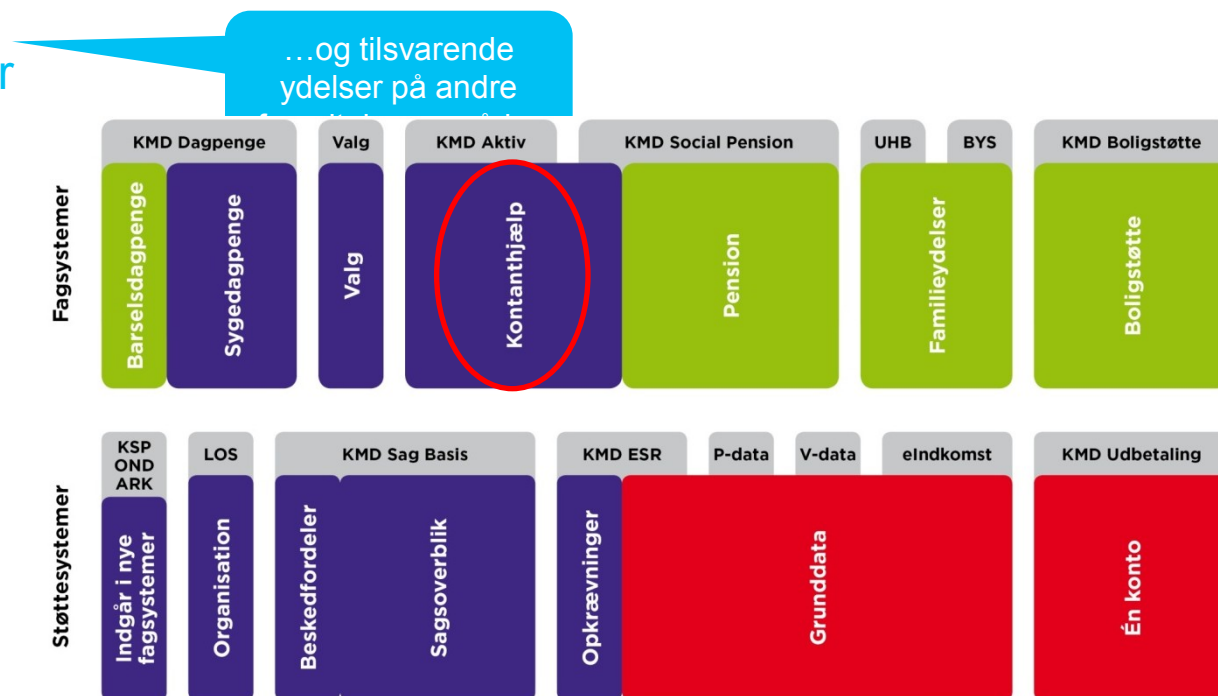 r
…og tilsvarende
ydelser på andre
KMD Dagpenge
Valg
KMD Aktiv
KMD Social Pension
UHB
BYS
KMD Boligstøtte
Fagsystemer
Barselsdagpenge
Sygedagpenge
Valg
Kontanthjælp
Pension
Familieydelser
Boligstøtte
KSP
OND
ARK
LOS
KMD Sag Basis
KMD ESR
P-data
V-data
eIndkomst
KMD Udbetaling
Støttesystemer
Indgår i nye
fagsystemer
Organisation
Beskedfordeler
Sagsoverblik
Opkrævninger
Grunddata
Én konto